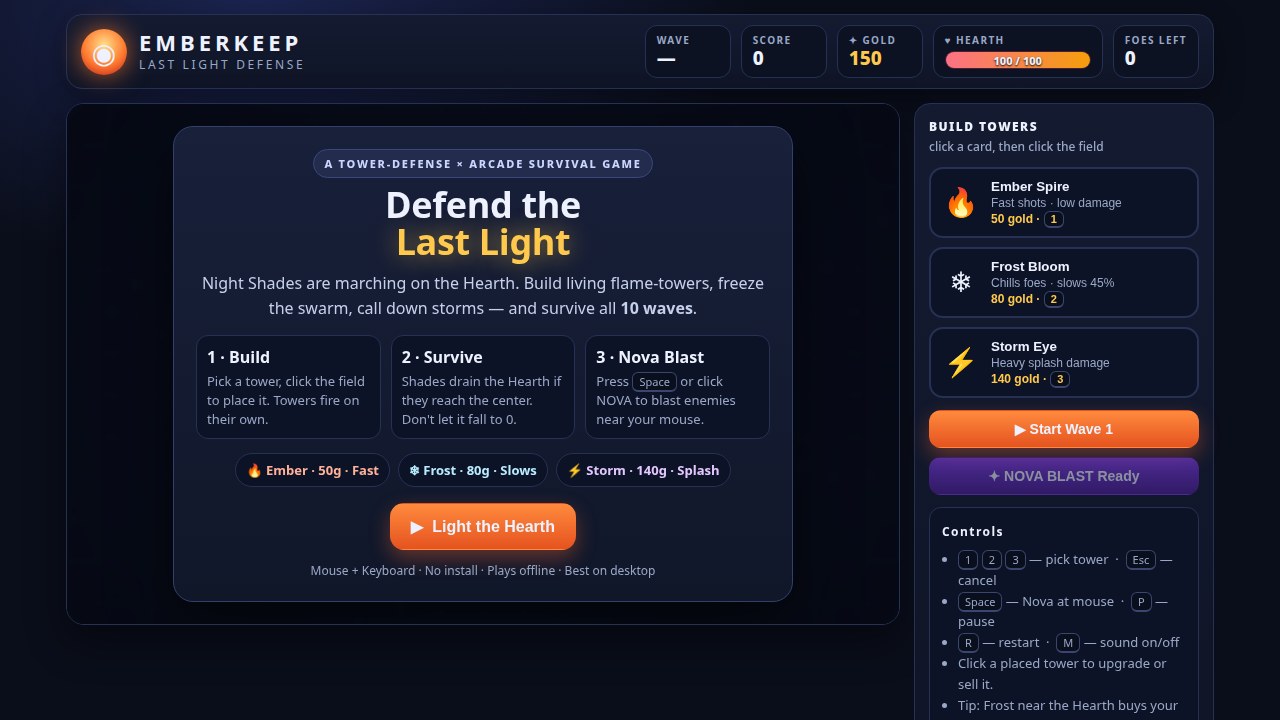 EMBERKEEP
LAST LIGHT DEFENSE
WAVE
—
SCORE
0
✦ GOLD
150
♥ HEARTH
100 / 100
FOES LEFT
0
A TOWER-DEFENSE × ARCADE SURVIVAL GAME
Defend the
Last Light
Night Shades are marching on the Hearth. Build living flame-towers, freeze
the swarm, call down storms — and survive all 10 waves.
1 · Build
Pick a tower, click the field
to place it. Towers fire on
their own.
2 · Survive
Shades drain the Hearth if
they reach the center.
Don't let it fall to 0.
3 · Nova Blast
Press Space or click
NOVA to blast enemies
near your mouse.
🔥 Ember · 50g · Fast
❄ Frost · 80g · Slows
⚡ Storm · 140g · Splash
▶ Light the Hearth
Mouse + Keyboard · No install · Plays offline · Best on desktop
BUILD TOWERS
click a card, then click the field
Ember Spire
Fast shots · low damage
50 gold · 1
Frost Bloom
Chills foes · slows 45%
80 gold · 2
Storm Eye
Heavy splash damage
140 gold · 3
▶ Start Wave 1
✦ NOVA BLAST Ready
Controls
• 1 2 3 — pick tower · Esc —
cancel
• Space — Nova at mouse · P —
pause
• R — restart · M — sound on/off
• Click a placed tower to upgrade or
sell it.
• Tip: Frost near the Hearth buys your